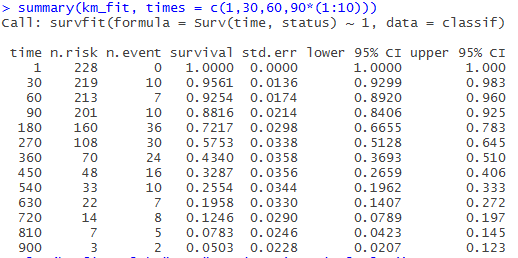 > summary(km_fit, times = c(1,30,60,90*(1:10)))
Call: survfit(formula = Surv(time, status) ~ 1, data = classif)
time n.risk n.event survival std.err lower 95% CI upper 95% CI
1 228 0 1.0000 0.0000 1.0000 1.000
30 219 10 0.9561 0.0136 0.9299 0.983
60 213 7 0.9254 0.0174 0.8920 0.960
90 201 10 0.8816 0.0214 0.8406 0.925
180 160 36 0.7217 0.0298 0.6655 0.783
270 108 30 0.5753 0.0338 0.5128 0.645
360 70 24 0.4340 0.0358 0.3693 0.510
450 48 16 0.3287 0.0356 0.2659 0.406
540 33 10 0.2554 0.0344 0.1962 0.333
630 22 7 0.1958 0.0330 0.1407 0.272
720 14 8 0.1246 0.0290 0.0789 0.197
810 7 5 0.0783 0.0246 0.0423 0.145
900 3 2 0.0503 0.0228 0.0207 0.123